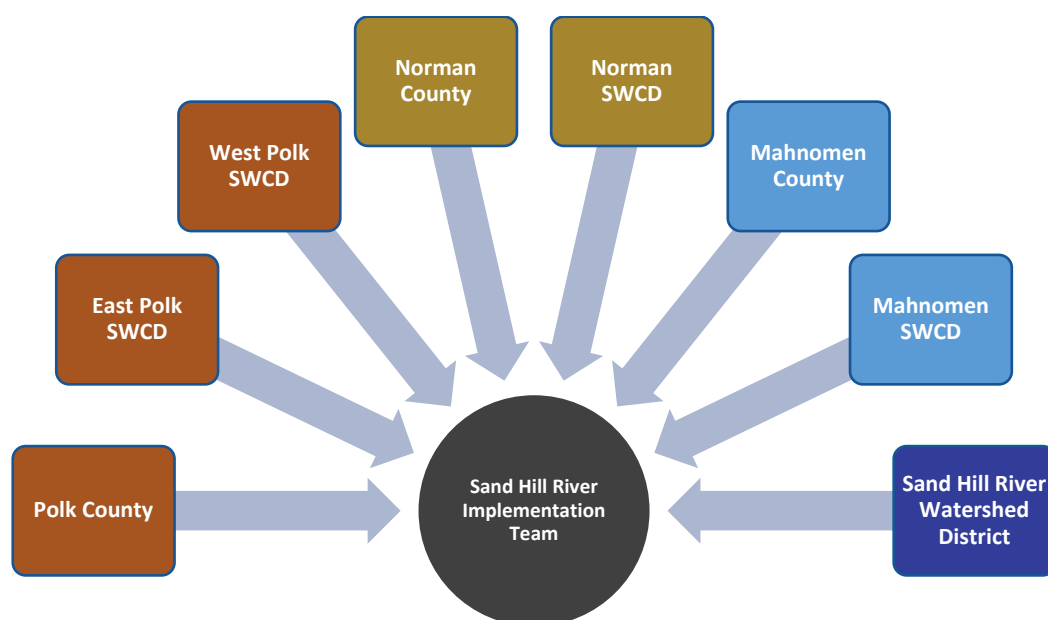 Norman
County
Norman
SWCD
West Polk
SWCD
Mahnomen
County
East Polk
SWCD
Mahnomen
SWCD
Polk County
Sand Hill River
Implementation
Team
Sand Hill River
Watershed
District